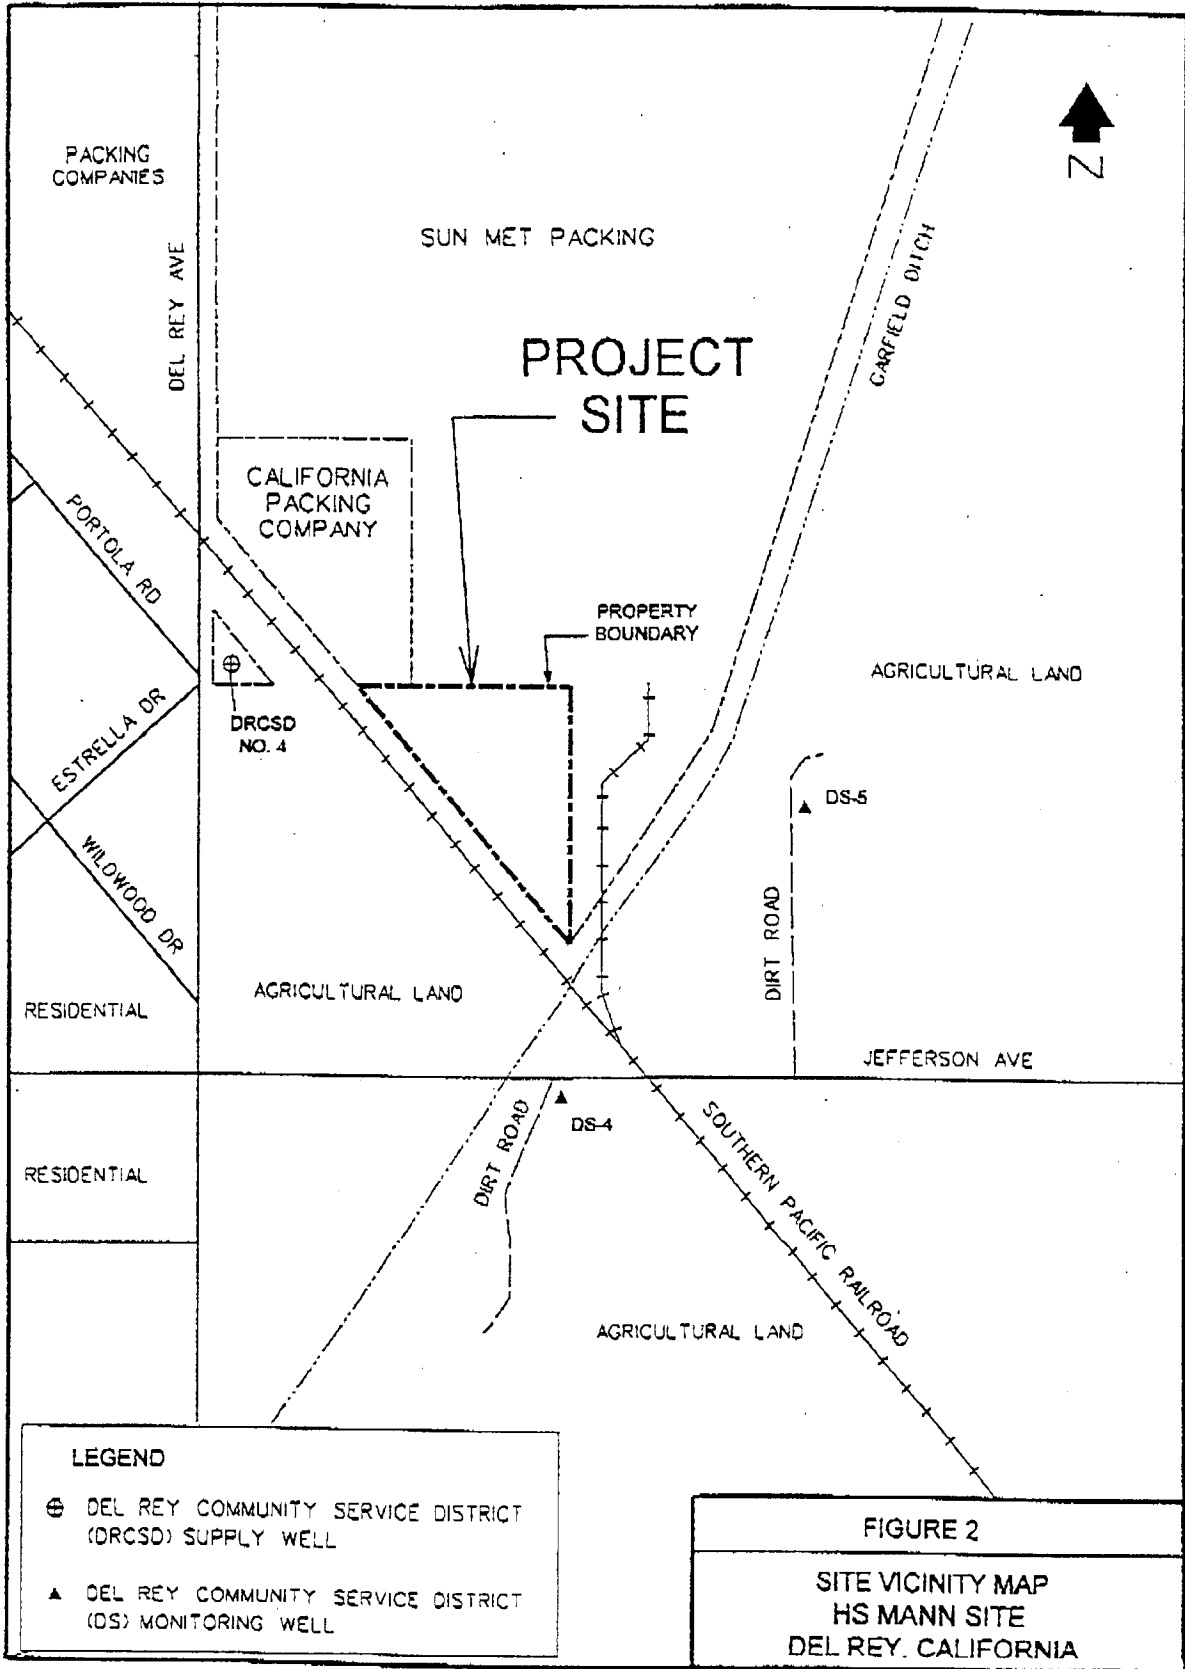 PACKING
COMPANIES
DEL REY AVE
SUN MET PACKING
N
GARFIELD DITCH
PROJECT
SITE
CALIFORNIA
PACKING
COMPANY
PORTOLA RD
PROPERTY
BOUNDARY
AGRICULTURAL LAND
DRCSD
NO. 4
ESTRELLA DR
DS-5
WILDWOOD DR
DIRT ROAD
AGRICULTURAL LAND
RESIDENTIAL
JEFFERSON AVE
DS-4
DIRT ROAD
SOUTHERN PACIFIC RAILROAD
RESIDENTIAL
AGRICULTURAL LAND
LEGEND
⊕ DEL REY COMMUNITY SERVICE DISTRICT
(DRCSD) SUPPLY WELL
▲ DEL REY COMMUNITY SERVICE DISTRICT
(DS) MONITORING WELL
FIGURE 2
SITE VICINITY MAP
HS MANN SITE
DEL REY, CALIFORNIA